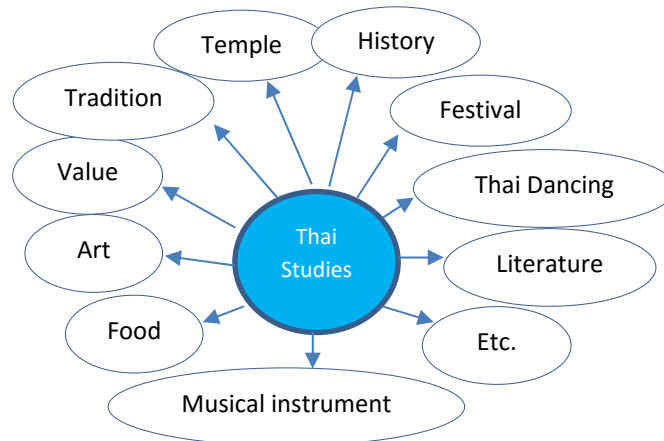 Temple
History
Tradition
Festival
Value
Thai Dancing
Thai
Studies
Art
Literature
Food
Etc.
Musical instrument